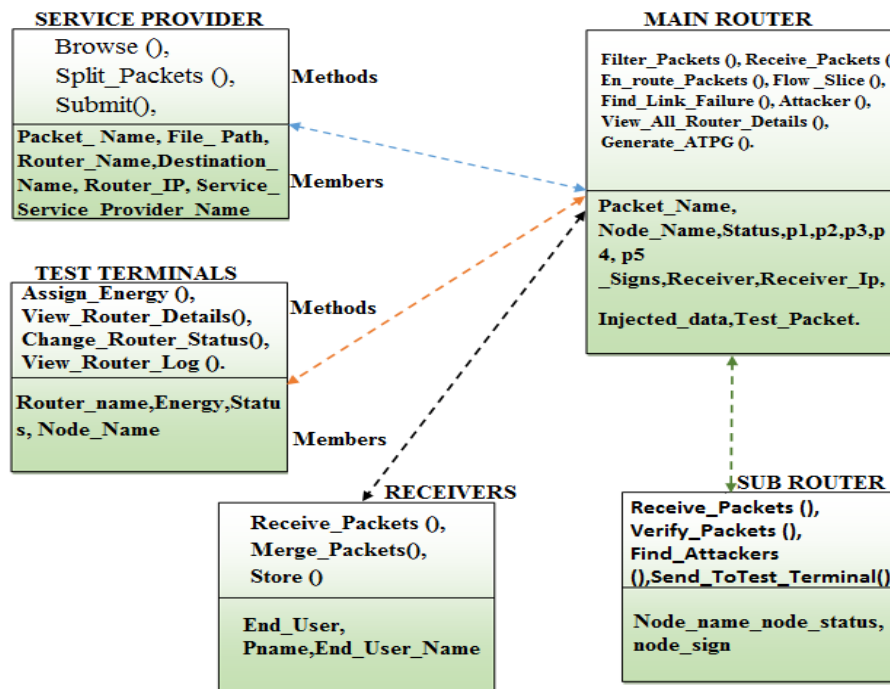 SERVICE PROVIDER
Browse (),
Split_Packets (),
Submit(),
Methods
Packet_ Name, File_ Path,
Router_Name,Destination_
Name, Router_IP, Service_
Service_Provider_Name
Members
MAIN ROUTER
Filter_Packets (), Receive_Packets (
En_route_Packets (), Flow _Slice (),
Find_Link_Failure (), Attacker (),
View_All_Router_Details (),
Generate_ATPG ().
Packet_Name,
Node_Name,Status,p1,p2,p3,p
4, p5
_Signs,Receiver,Receiver_Ip,
Injected_data,Test_Packet.
TEST TERMINALS
Assign_Energy (),
View_Router_Details(),
Change_Router_Status(),
View_Router_Log ().
Methods
Router_name,Energy,Statu
s, Node_Name
Members
RECEIVERS
Receive_Packets (),
Merge_Packets(),
Store ()
End_User,
Pname,End_User_Name
SUB ROUTER
Receive_Packets (),
Verify_Packets (),
Find_Attackers
(),Send_ToTest_Terminal()
Node_name_node_status,
node_sign